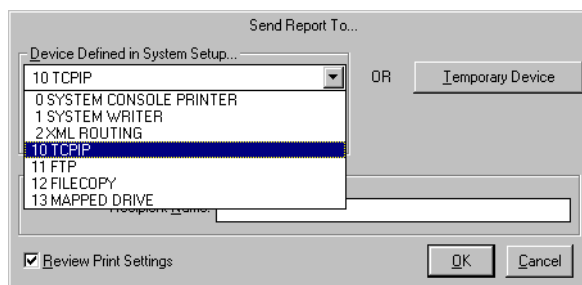 Send Report To...
Device Defined in System Setup...
10 TCPIP
OR
Temporary Device
0 SYSTEM CONSOLE PRINTER
1 SYSTEM WRITER
2 XML ROUTING
10 TCPIP
11 FTP
12 FILECOPY
13 MAPPED DRIVE
Recipient Name:
Review Print Settings
OK
Cancel